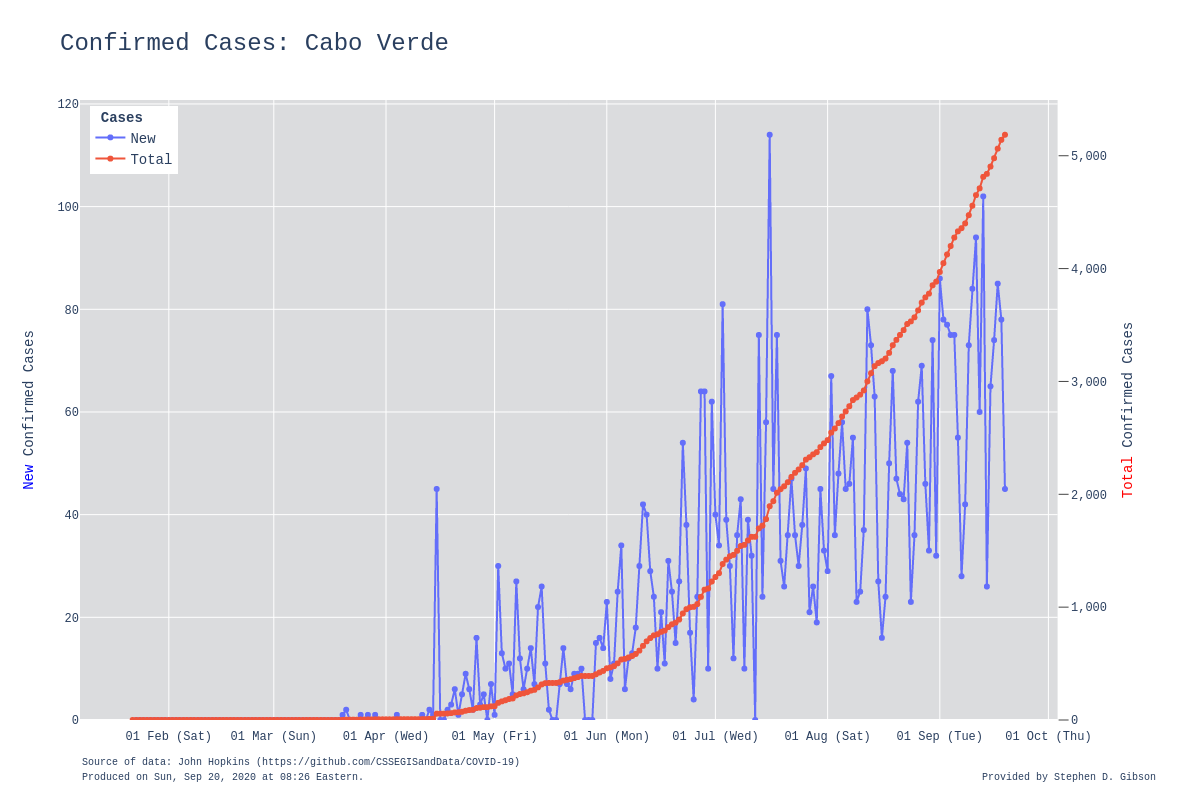 Confirmed Cases: Cabo Verde
Cases
New
Total
120
100
80
60
40
20
0
5,000
4,000
3,000
2,000
1,000
0
New Confirmed Cases
Total Confirmed Cases
01 Feb (Sat) 01 Mar (Sun) 01 Apr (Wed) 01 May (Fri) 01 Jun (Mon) 01 Jul (Wed) 01 Aug (Sat) 01 Sep (Tue) 01 Oct (Thu)
Source of data: John Hopkins (https://github.com/CSSEGISandData/COVID-19)
Produced on Sun, Sep 20, 2020 at 08:26 Eastern.
Provided by Stephen D. Gibson